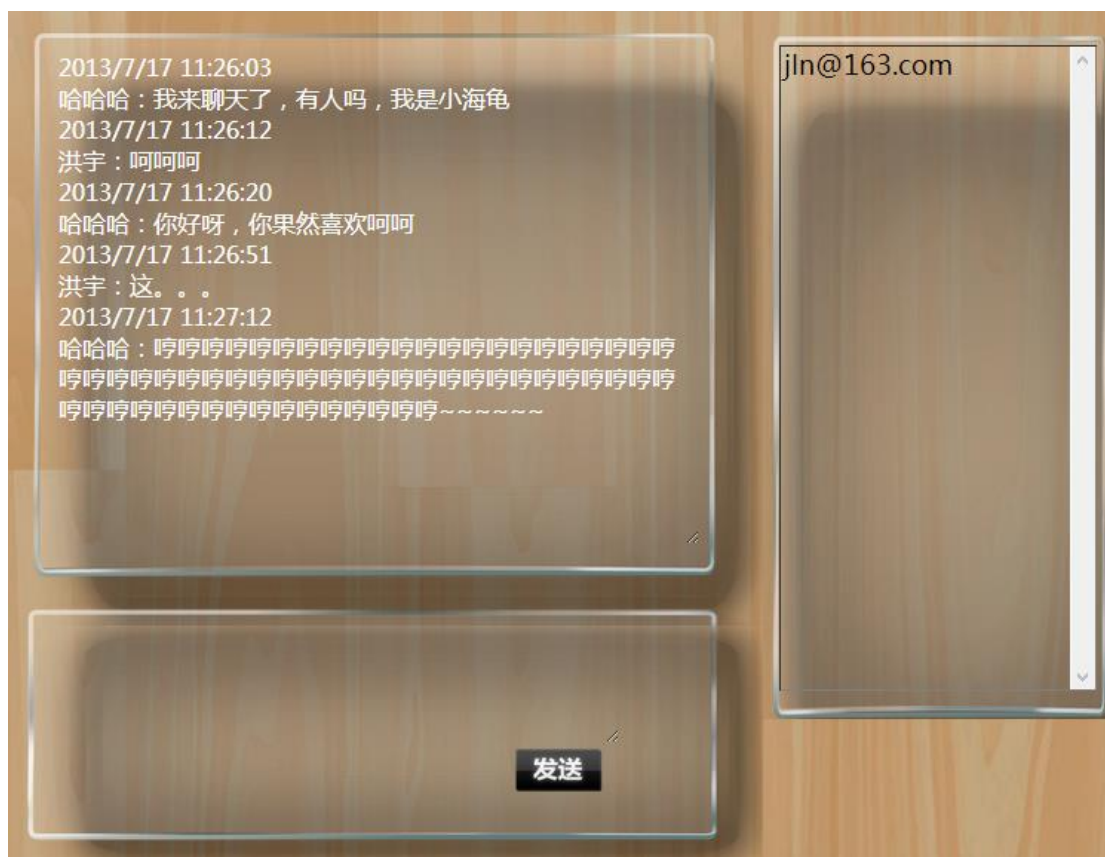 2013/7/17 11:26:03
哈哈哈：我来聊天了，有人吗，我是小海龟
2013/7/17 11:26:12
洪宇：呵呵呵
2013/7/17 11:26:20
哈哈哈：你好呀，你果然喜欢呵呵
2013/7/17 11:26:51
洪宇：这。。。
2013/7/17 11:27:12
哈哈哈：哼哼哼哼哼哼哼哼哼哼哼哼哼哼哼哼哼哼哼哼哼哼
哼哼哼哼哼哼哼哼哼哼哼哼哼哼哼哼哼哼哼哼哼哼哼哼哼哼
哼哼哼哼哼哼哼哼哼哼哼哼哼哼哼哼~~~~~~
jln@163.com
发送